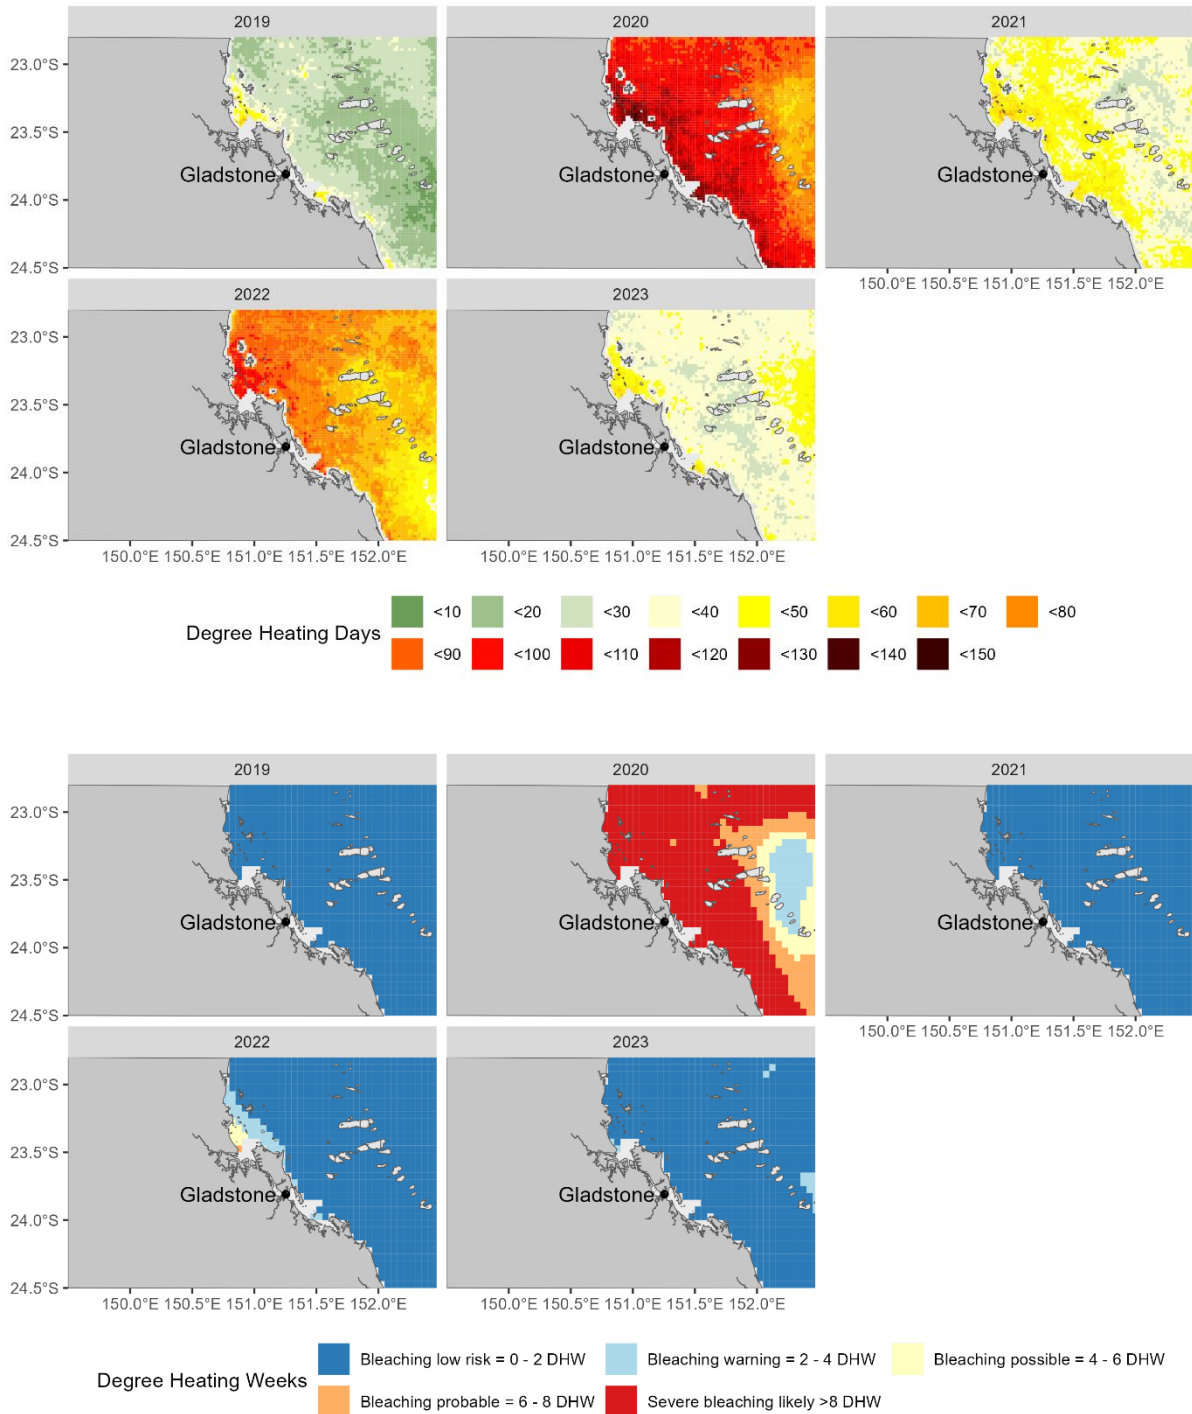 2019 2020 2021
23.0°S
23.5°S
Gladstone Gladstone Gladstone
24.0°S
24.5°S
150.0°E 150.5°E 151.0°E 151.5°E 152.0°E
2022 2023
23.0°S
23.5°S
Gladstone Gladstone
24.0°S
24.5°S
150.0°E 150.5°E 151.0°E 151.5°E 152.0°E 150.0°E 150.5°E 151.0°E 151.5°E 152.0°E
Degree Heating Days
<10 <20 <30 <40 <50 <60 <70 <80
<90 <100 <110 <120 <130 <140 <150
2019 2020 2021
23.0°S
23.5°S
Gladstone Gladstone Gladstone
24.0°S
24.5°S
150.0°E 150.5°E 151.0°E 151.5°E 152.0°E
2022 2023
23.0°S
23.5°S
Gladstone Gladstone
24.0°S
24.5°S
150.0°E 150.5°E 151.0°E 151.5°E 152.0°E 150.0°E 150.5°E 151.0°E 151.5°E 152.0°E
Degree Heating Weeks
Bleaching low risk = 0 - 2 DHW Bleaching warning = 2 - 4 DHW Bleaching possible = 4 - 6 DHW
Bleaching probable = 6 - 8 DHW Severe bleaching likely >8 DHW